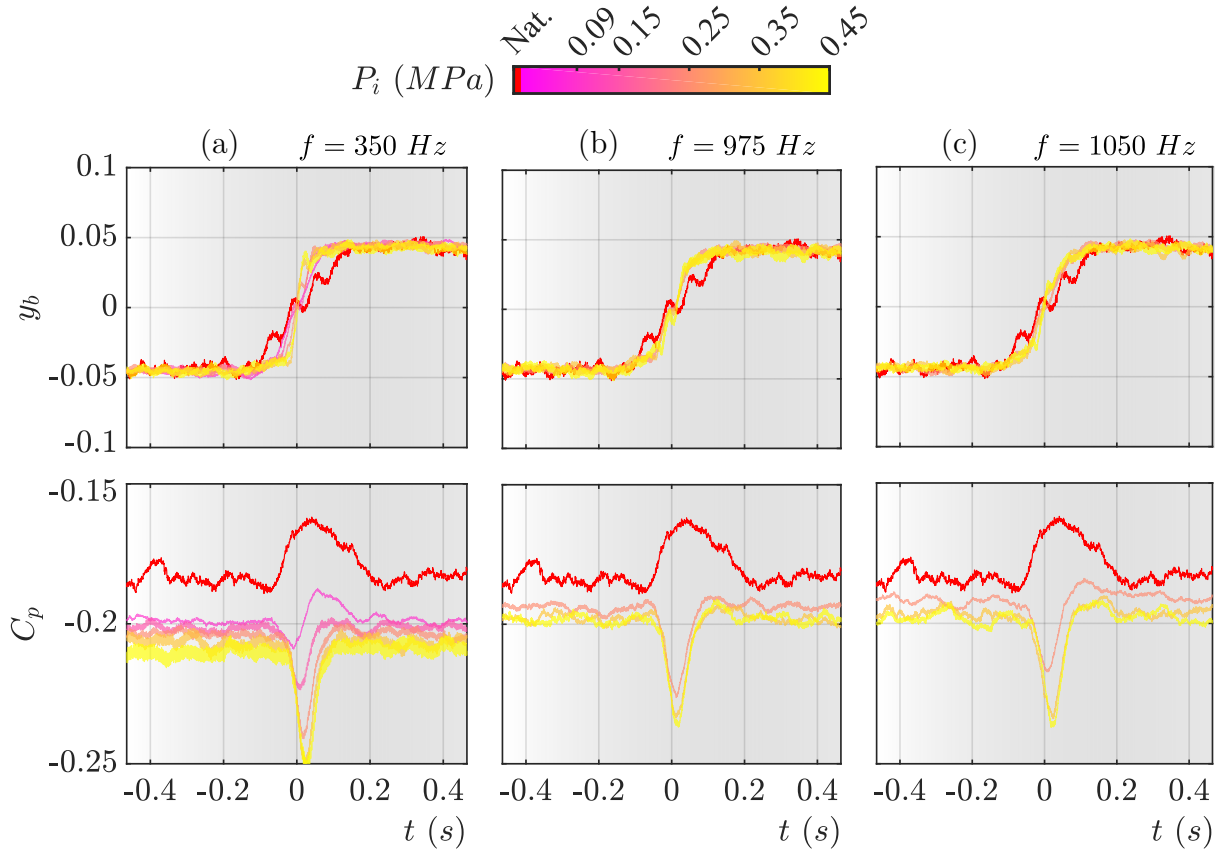 Nat. 0.09 0.15 0.25 0.35 0.45
P_i (MPa)
(a) f = 350 Hz (b) f = 975 Hz (c) f = 1050 Hz
0.1
0.05
0
-0.05
-0.1
y_b
-0.15
-0.2
-0.25
C_p
-0.4 -0.2 0 0.2 0.4 -0.4 -0.2 0 0.2 0.4 -0.4 -0.2 0 0.2 0.4
t (s) t (s) t (s)